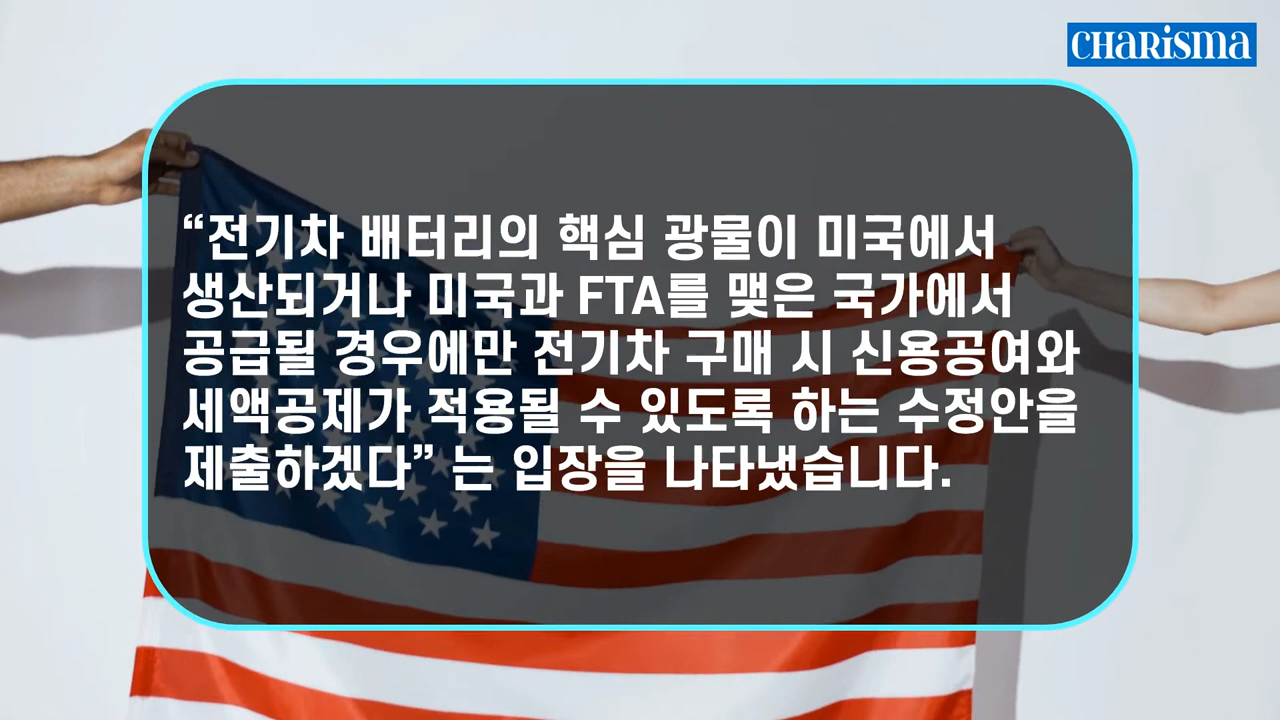 CHARISMA
“전기차 배터리의 핵심 광물이 미국에서
생산되거나 미국과 FTA를 맺은 국가에서
공급될 경우에만 전기차 구매 시 신용공여와
세액공제가 적용될 수 있도록 하는 수정안을
제출하겠다” 는 입장을 나타냈습니다.